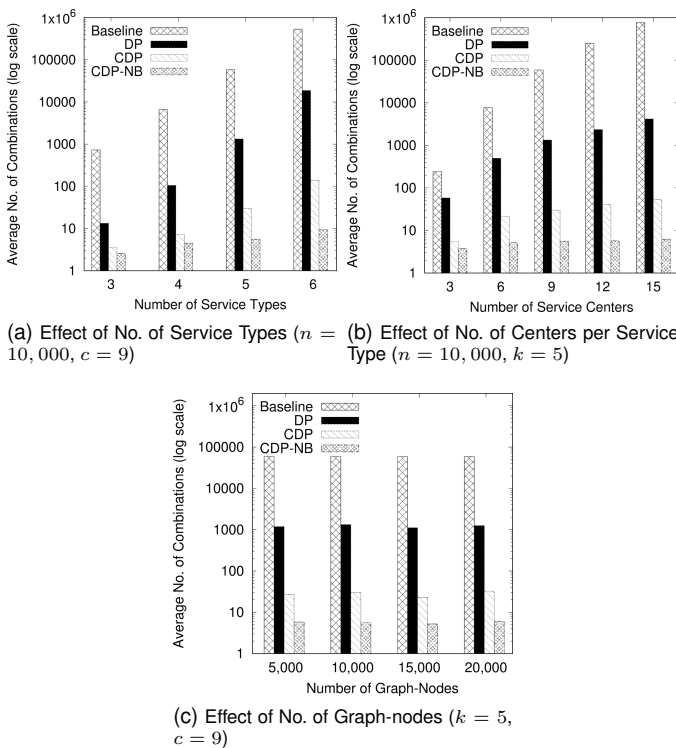 Average No. of Combinations (log scale)
1x10^6
100000
10000
1000
100
10
1
Baseline
DP
CDP
CDP-NB
3 4 5 6
Number of Service Types
(a) Effect of No. of Service Types (n =
10, 000, c = 9)
Average No. of Combinations (log scale)
1x10^6
100000
10000
1000
100
10
1
Baseline
DP
CDP
CDP-NB
3 6 9 12 15
Number of Service Centers
(b) Effect of No. of Centers per Service
Type (n = 10, 000, k = 5)
Average No. of Combinations (log scale)
1x10^6
100000
10000
1000
100
10
1
Baseline
DP
CDP
CDP-NB
5,000 10,000 15,000 20,000
Number of Graph-Nodes
(c) Effect of No. of Graph-nodes (k = 5,
c = 9)